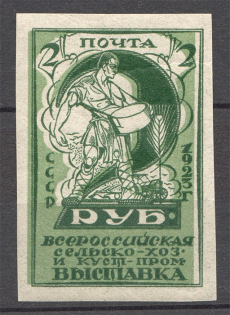 2 ПОЧТА 2
СССР
1923 Г
РУБ.
ВСЕРОССИЙСКАЯ
СЕЛЬСКО-ХОЗ.
И КУСТ-ПРОМ
ВЫСТАВКА